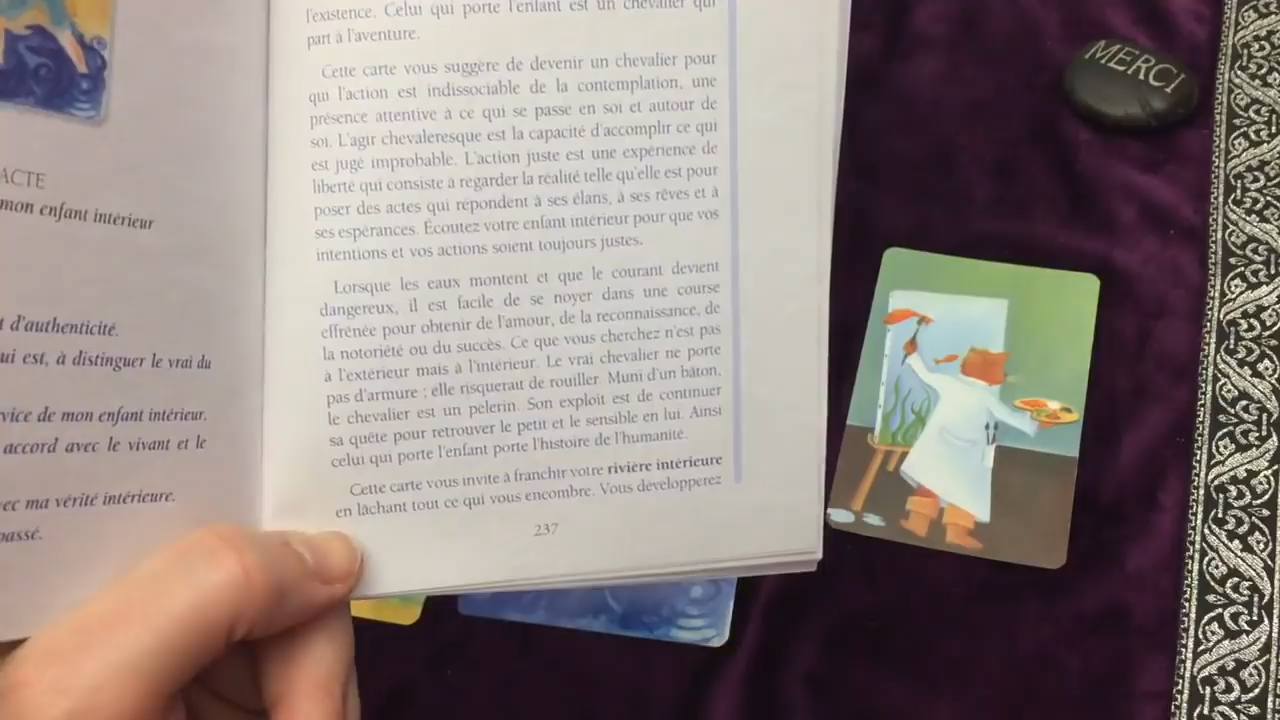 ACTE
mon enfant intérieur
t d'authenticité.
ui est, à distinguer le vrai du
vice de mon enfant intérieur.
accord avec le vivant et le
ec ma vérité intérieure.
passé.
l'existence. Celui qui porte l'enfant est un chevalier qui
part à l'aventure.
Cette carte vous suggère de devenir un chevalier pour
qui l'action est indissociable de la contemplation, une
présence attentive à ce qui se passe en soi et autour de
soi. L'agir chevaleresque est la capacité d'accomplir ce qui
est jugé improbable. L'action juste est une expérience de
liberté qui consiste à regarder la réalité telle qu'elle est pour
poser des actes qui répondent à ses élans, à ses rêves et à
ses espérances. Écoutez votre enfant intérieur pour que vos
intentions et vos actions soient toujours justes.
Lorsque les eaux montent et que le courant devient
dangereux, il est facile de se noyer dans une course
effrénée pour obtenir de l'amour, de la reconnaissance, de
la notoriété ou du succès. Ce que vous cherchez n'est pas
à l'extérieur mais à l'intérieur. Le vrai chevalier ne porte
pas d'armure ; elle risquerait de rouiller. Muni d'un bâton,
le chevalier est un pèlerin. Son exploit est de continuer
sa quête pour retrouver le petit et le sensible en lui. Ainsi
celui qui porte l'enfant porte l'histoire de l'humanité.
Cette carte vous invite à franchir votre rivière intérieure
en lâchant tout ce qui vous encombre. Vous développerez
237
MERCI